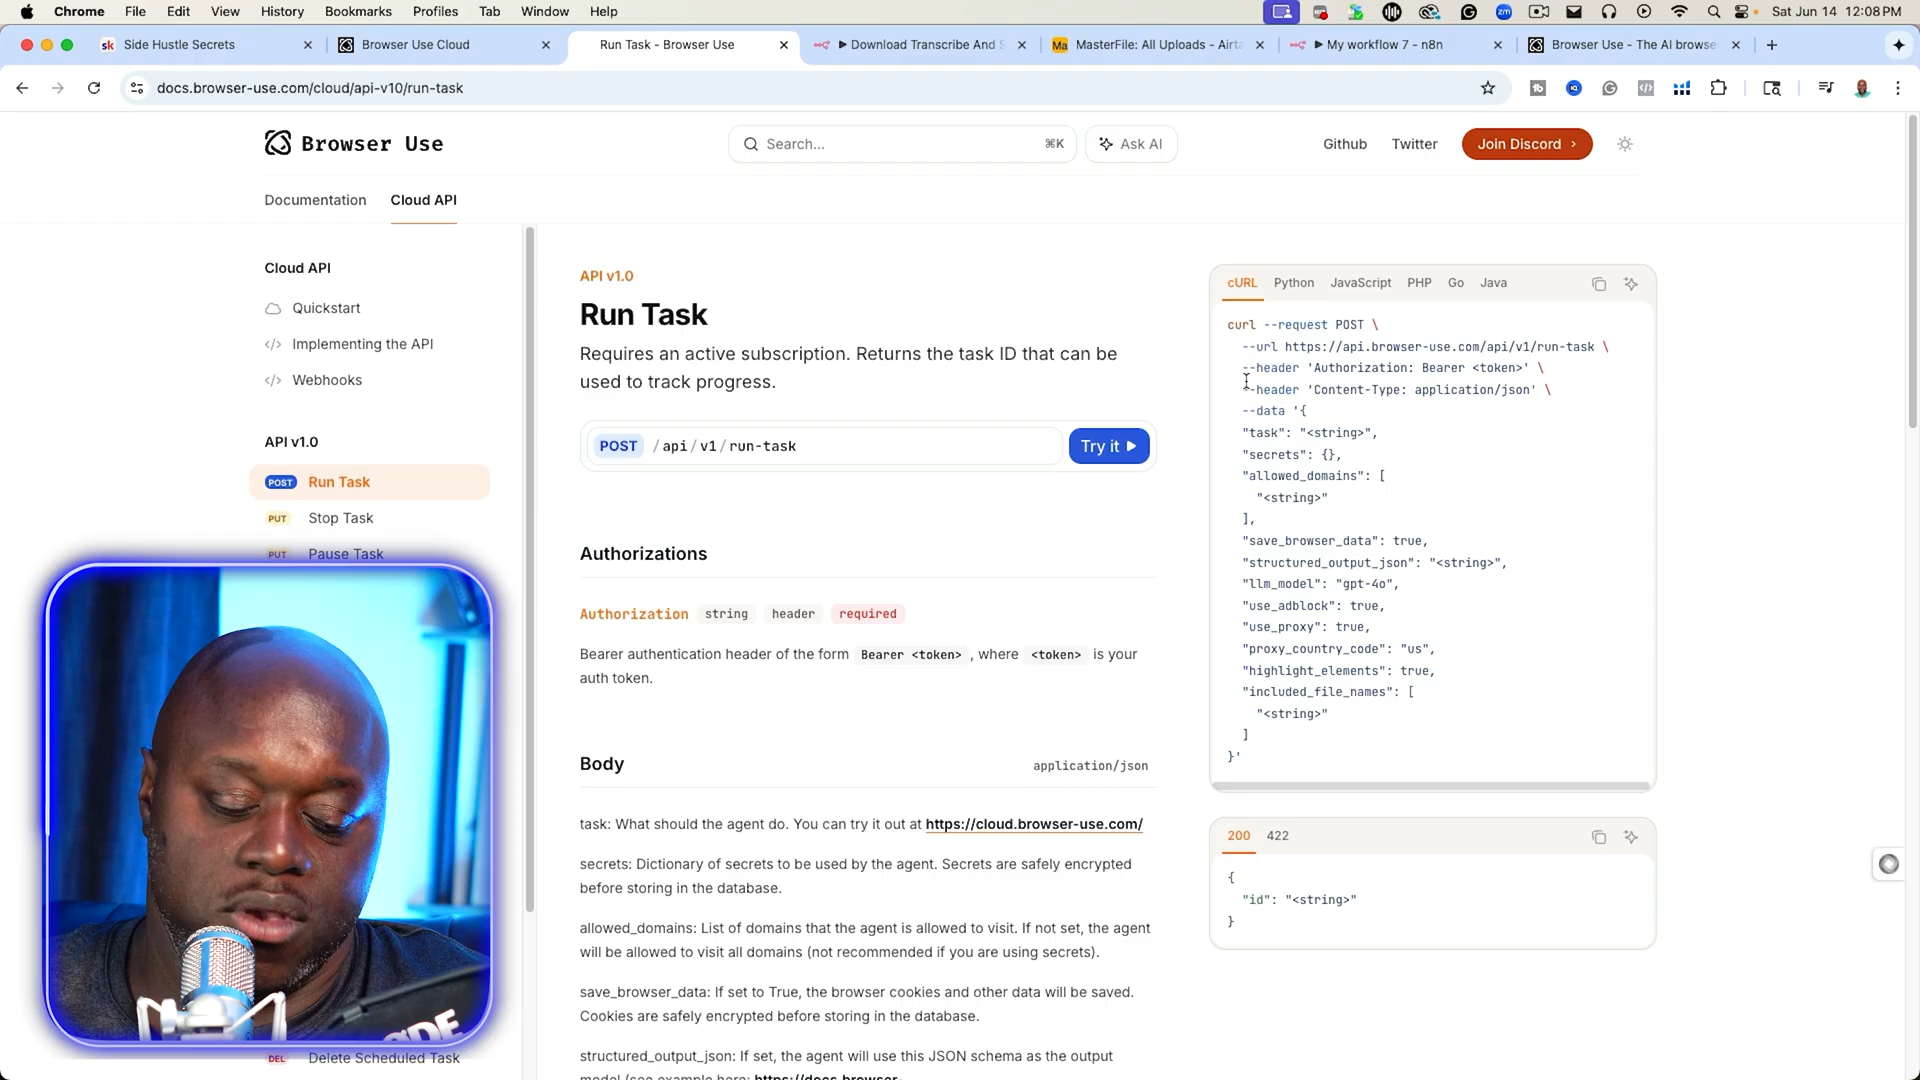 Chrome File Edit View History Bookmarks Profiles Tab Window Help
Sat Jun 14 12:08 PM
Side Hustle Secrets
Browser Use Cloud
Run Task - Browser Use
Download Transcribe And S
MasterFile: All Uploads - Airta
My workflow 7 - n8n
Browser Use - The AI browse
docs.browser-use.com/cloud/api-v10/run-task
Browser Use
Search... ⌘K
Ask AI
Github
Twitter
Join Discord ›
Documentation
Cloud API
Cloud API
Quickstart
</> Implementing the API
</> Webhooks
API v1.0
POST Run Task
PUT Stop Task
PUT Pause Task
DEL Delete Scheduled Task
API v1.0
Run Task
Requires an active subscription. Returns the task ID that can be
used to track progress.
POST /api/v1/run-task
Try it
Authorizations
Authorization string header required
Bearer authentication header of the form Bearer <token>, where <token> is your
auth token.
Body
application/json
task: What should the agent do. You can try it out at https://cloud.browser-use.com/
secrets: Dictionary of secrets to be used by the agent. Secrets are safely encrypted
before storing in the database.
allowed_domains: List of domains that the agent is allowed to visit. If not set, the agent
will be allowed to visit all domains (not recommended if you are using secrets).
save_browser_data: If set to True, the browser cookies and other data will be saved.
Cookies are safely encrypted before storing in the database.
structured_output_json: If set, the agent will use this JSON schema as the output
model (see example here: https://docs.browser-
cURL Python JavaScript PHP Go Java
curl --request POST \
--url https://api.browser-use.com/api/v1/run-task \
--header 'Authorization: Bearer <token>' \
--header 'Content-Type: application/json' \
--data '{
"task": "<string>",
"secrets": {},
"allowed_domains": [
"<string>"
],
"save_browser_data": true,
"structured_output_json": "<string>",
"llm_model": "gpt-4o",
"use_adblock": true,
"use_proxy": true,
"proxy_country_code": "us",
"highlight_elements": true,
"included_file_names": [
"<string>"
]
}'
200 422
{
"id": "<string>"
}